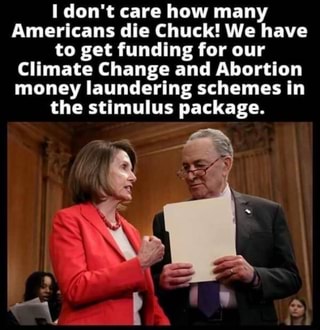 I don't care how many
Americans die Chuck! We have
to get funding for our
Climate Change and Abortion
money laundering schemes in
the stimulus package.